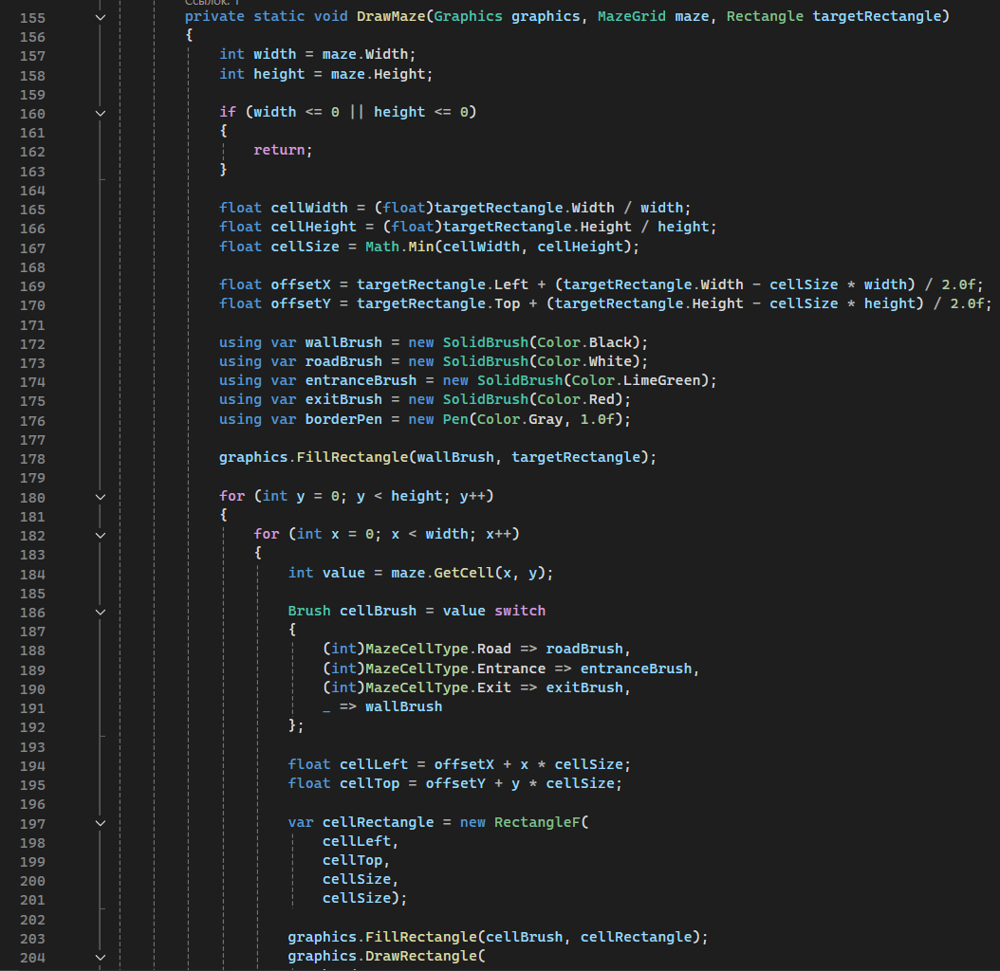 Ссылок: 1
155 private static void DrawMaze(Graphics graphics, MazeGrid maze, Rectangle targetRectangle)
156 {
157 int width = maze.Width;
158 int height = maze.Height;
159
160 if (width <= 0 || height <= 0)
161 {
162 return;
163 }
164
165 float cellWidth = (float)targetRectangle.Width / width;
166 float cellHeight = (float)targetRectangle.Height / height;
167 float cellSize = Math.Min(cellWidth, cellHeight);
168
169 float offsetX = targetRectangle.Left + (targetRectangle.Width - cellSize * width) / 2.0f;
170 float offsetY = targetRectangle.Top + (targetRectangle.Height - cellSize * height) / 2.0f;
171
172 using var wallBrush = new SolidBrush(Color.Black);
173 using var roadBrush = new SolidBrush(Color.White);
174 using var entranceBrush = new SolidBrush(Color.LimeGreen);
175 using var exitBrush = new SolidBrush(Color.Red);
176 using var borderPen = new Pen(Color.Gray, 1.0f);
177
178 graphics.FillRectangle(wallBrush, targetRectangle);
179
180 for (int y = 0; y < height; y++)
181 {
182 for (int x = 0; x < width; x++)
183 {
184 int value = maze.GetCell(x, y);
185
186 Brush cellBrush = value switch
187 {
188 (int)MazeCellType.Road => roadBrush,
189 (int)MazeCellType.Entrance => entranceBrush,
190 (int)MazeCellType.Exit => exitBrush,
191 _ => wallBrush
192 };
193
194 float cellLeft = offsetX + x * cellSize;
195 float cellTop = offsetY + y * cellSize;
196
197 var cellRectangle = new RectangleF(
198 cellLeft,
199 cellTop,
200 cellSize,
201 cellSize);
202
203 graphics.FillRectangle(cellBrush, cellRectangle);
204 graphics.DrawRectangle(